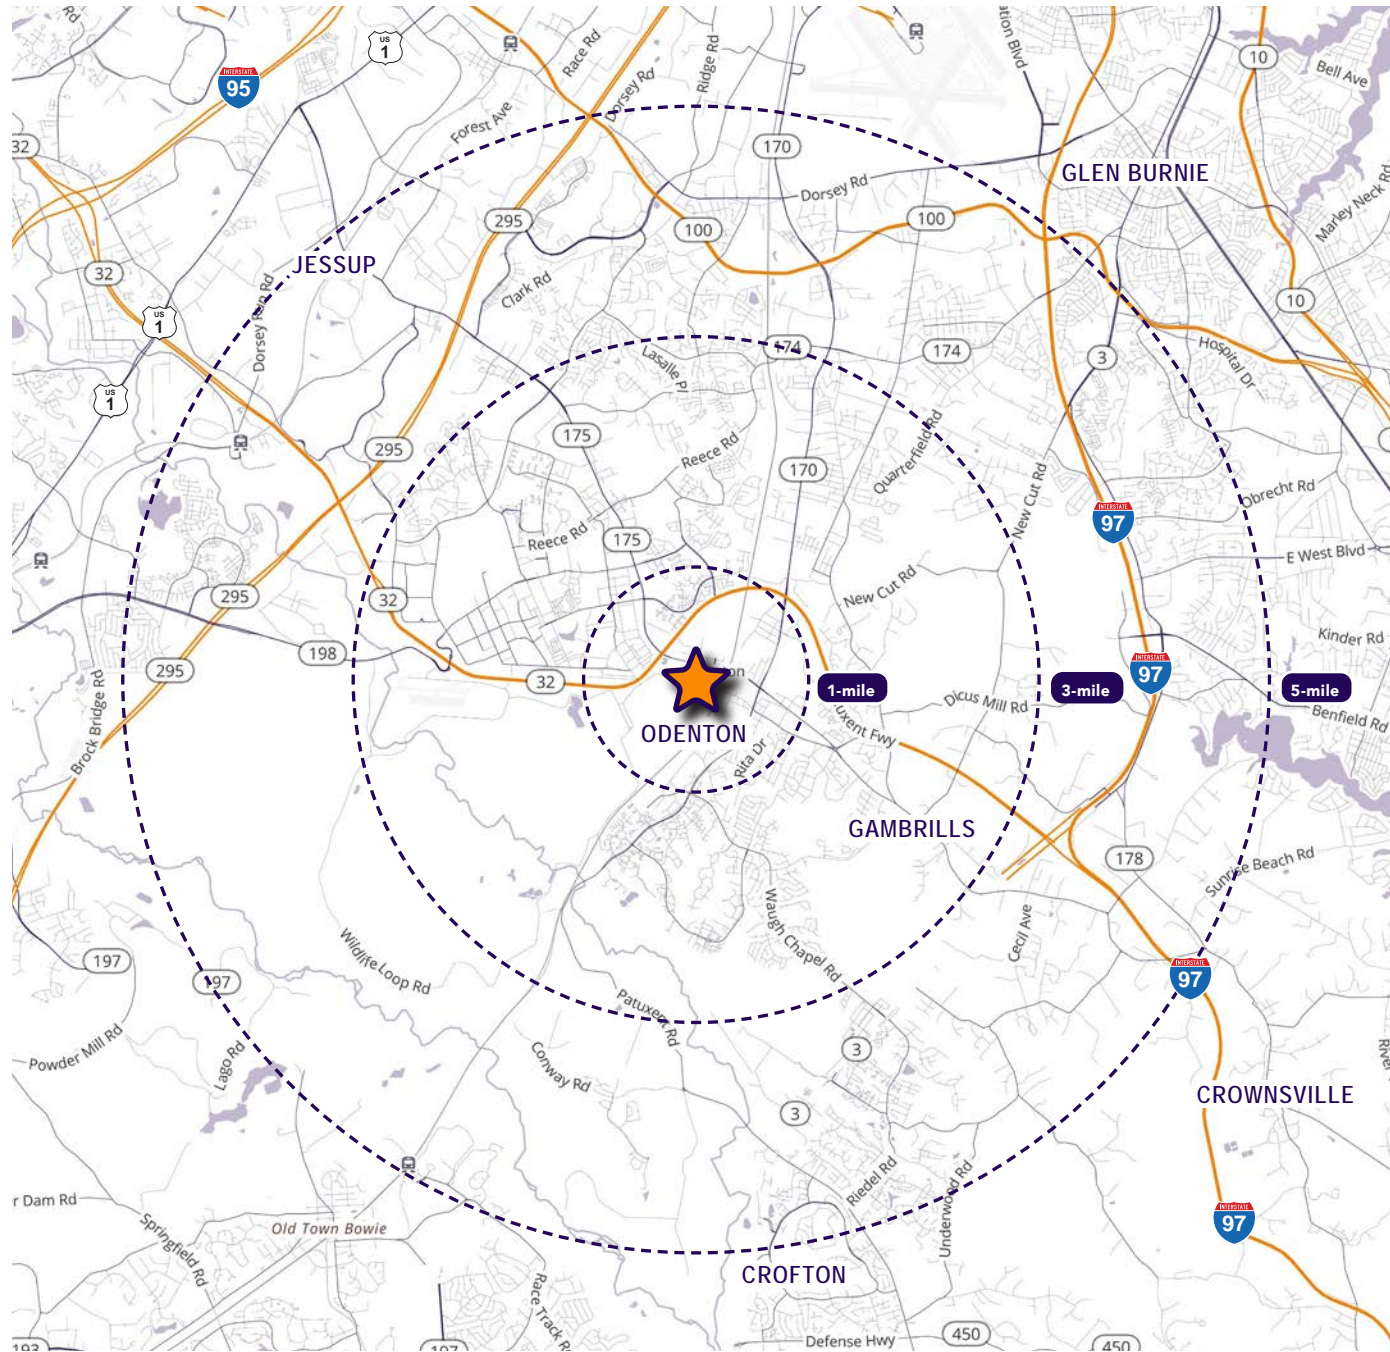 Rd
US
1
INTERSTATE
95
Race Rd
Dorsey Rd
Ridge Rd
Forest Ave
10
Bell Ave
32
170
GLEN BURNIE
Dorsey Rd
Marley Neck Rd
295
100
100
JESSUP
32
Clark Rd
10
US
1
Dorsey Run Rd
174
174
3
Hospital Dr
Lasalle Pl
US
1
175
295
Reece Rd
170
Quarterfield Rd
New Cut Rd
Obrecht Rd
INTERSTATE
97
Reece Rd
175
E West Blvd
295
32
New Cut Rd
Kinder Rd
198
295
32
INTERSTATE
97
1-mile
3-mile
5-mile
Brock Bridge Rd
Dicus Mill Rd
Benfield Rd
ODENTON
uxent Fwy
Rita Dr
GAMBRILLS
178
Sunrise Beach Rd
Waugh Chapel Rd
Cecil Ave
197
197
Wildlife Loop Rd
INTERSTATE
97
Patuxent Rd
Powder Mill Rd
Lago Rd
Conway Rd
3
CROWNSVILLE
3
r Dam Rd
Springfield Rd
Old Town Bowie
Riedel Rd
Underwood Rd
INTERSTATE
97
CROFTON
Race Track R
Defense Hwy
450
450
193
197